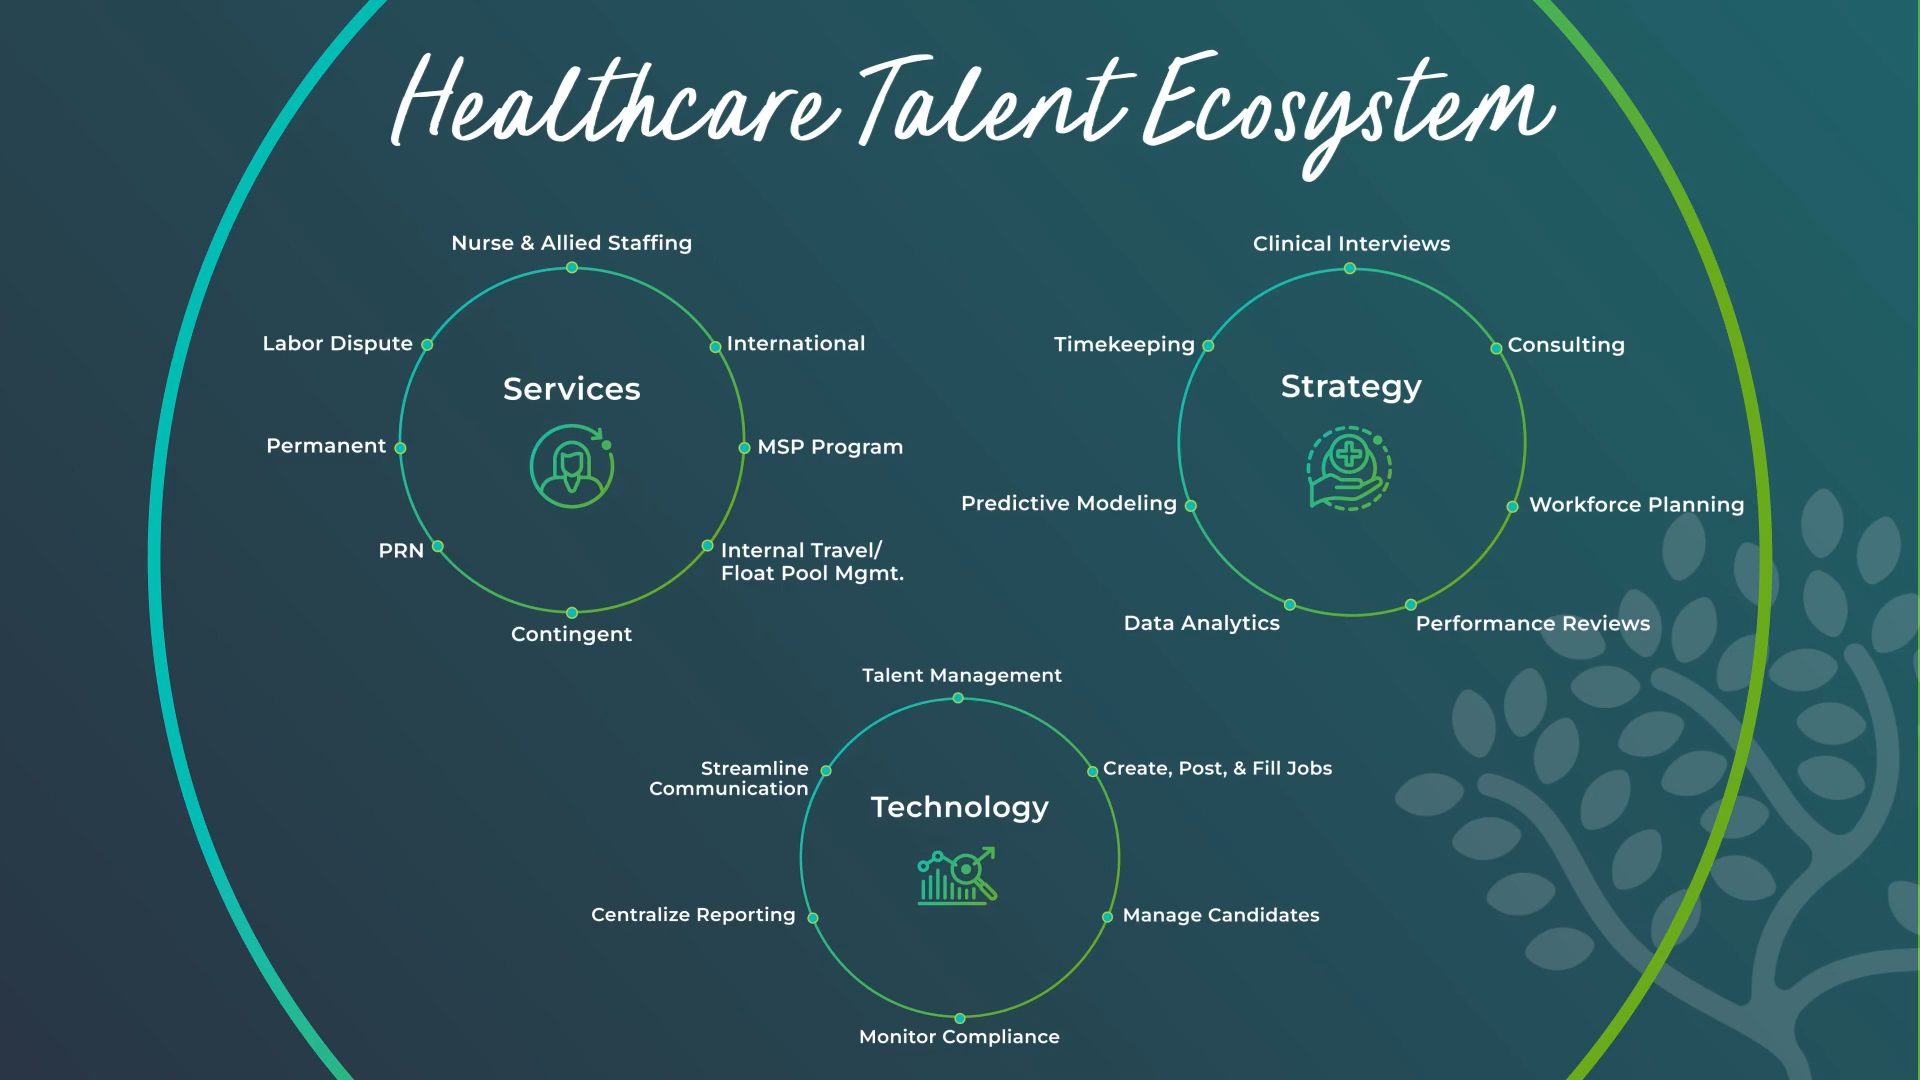 Healthcare Talent Ecosystem
Nurse & Allied Staffing
Labor Dispute
International
Services
Permanent
MSP Program
PRN
Internal Travel/
Float Pool Mgmt.
Contingent
Clinical Interviews
Timekeeping
Consulting
Strategy
Predictive Modeling
Workforce Planning
Data Analytics
Performance Reviews
Talent Management
Streamline
Communication
Create, Post, & Fill Jobs
Technology
Centralize Reporting
Manage Candidates
Monitor Compliance